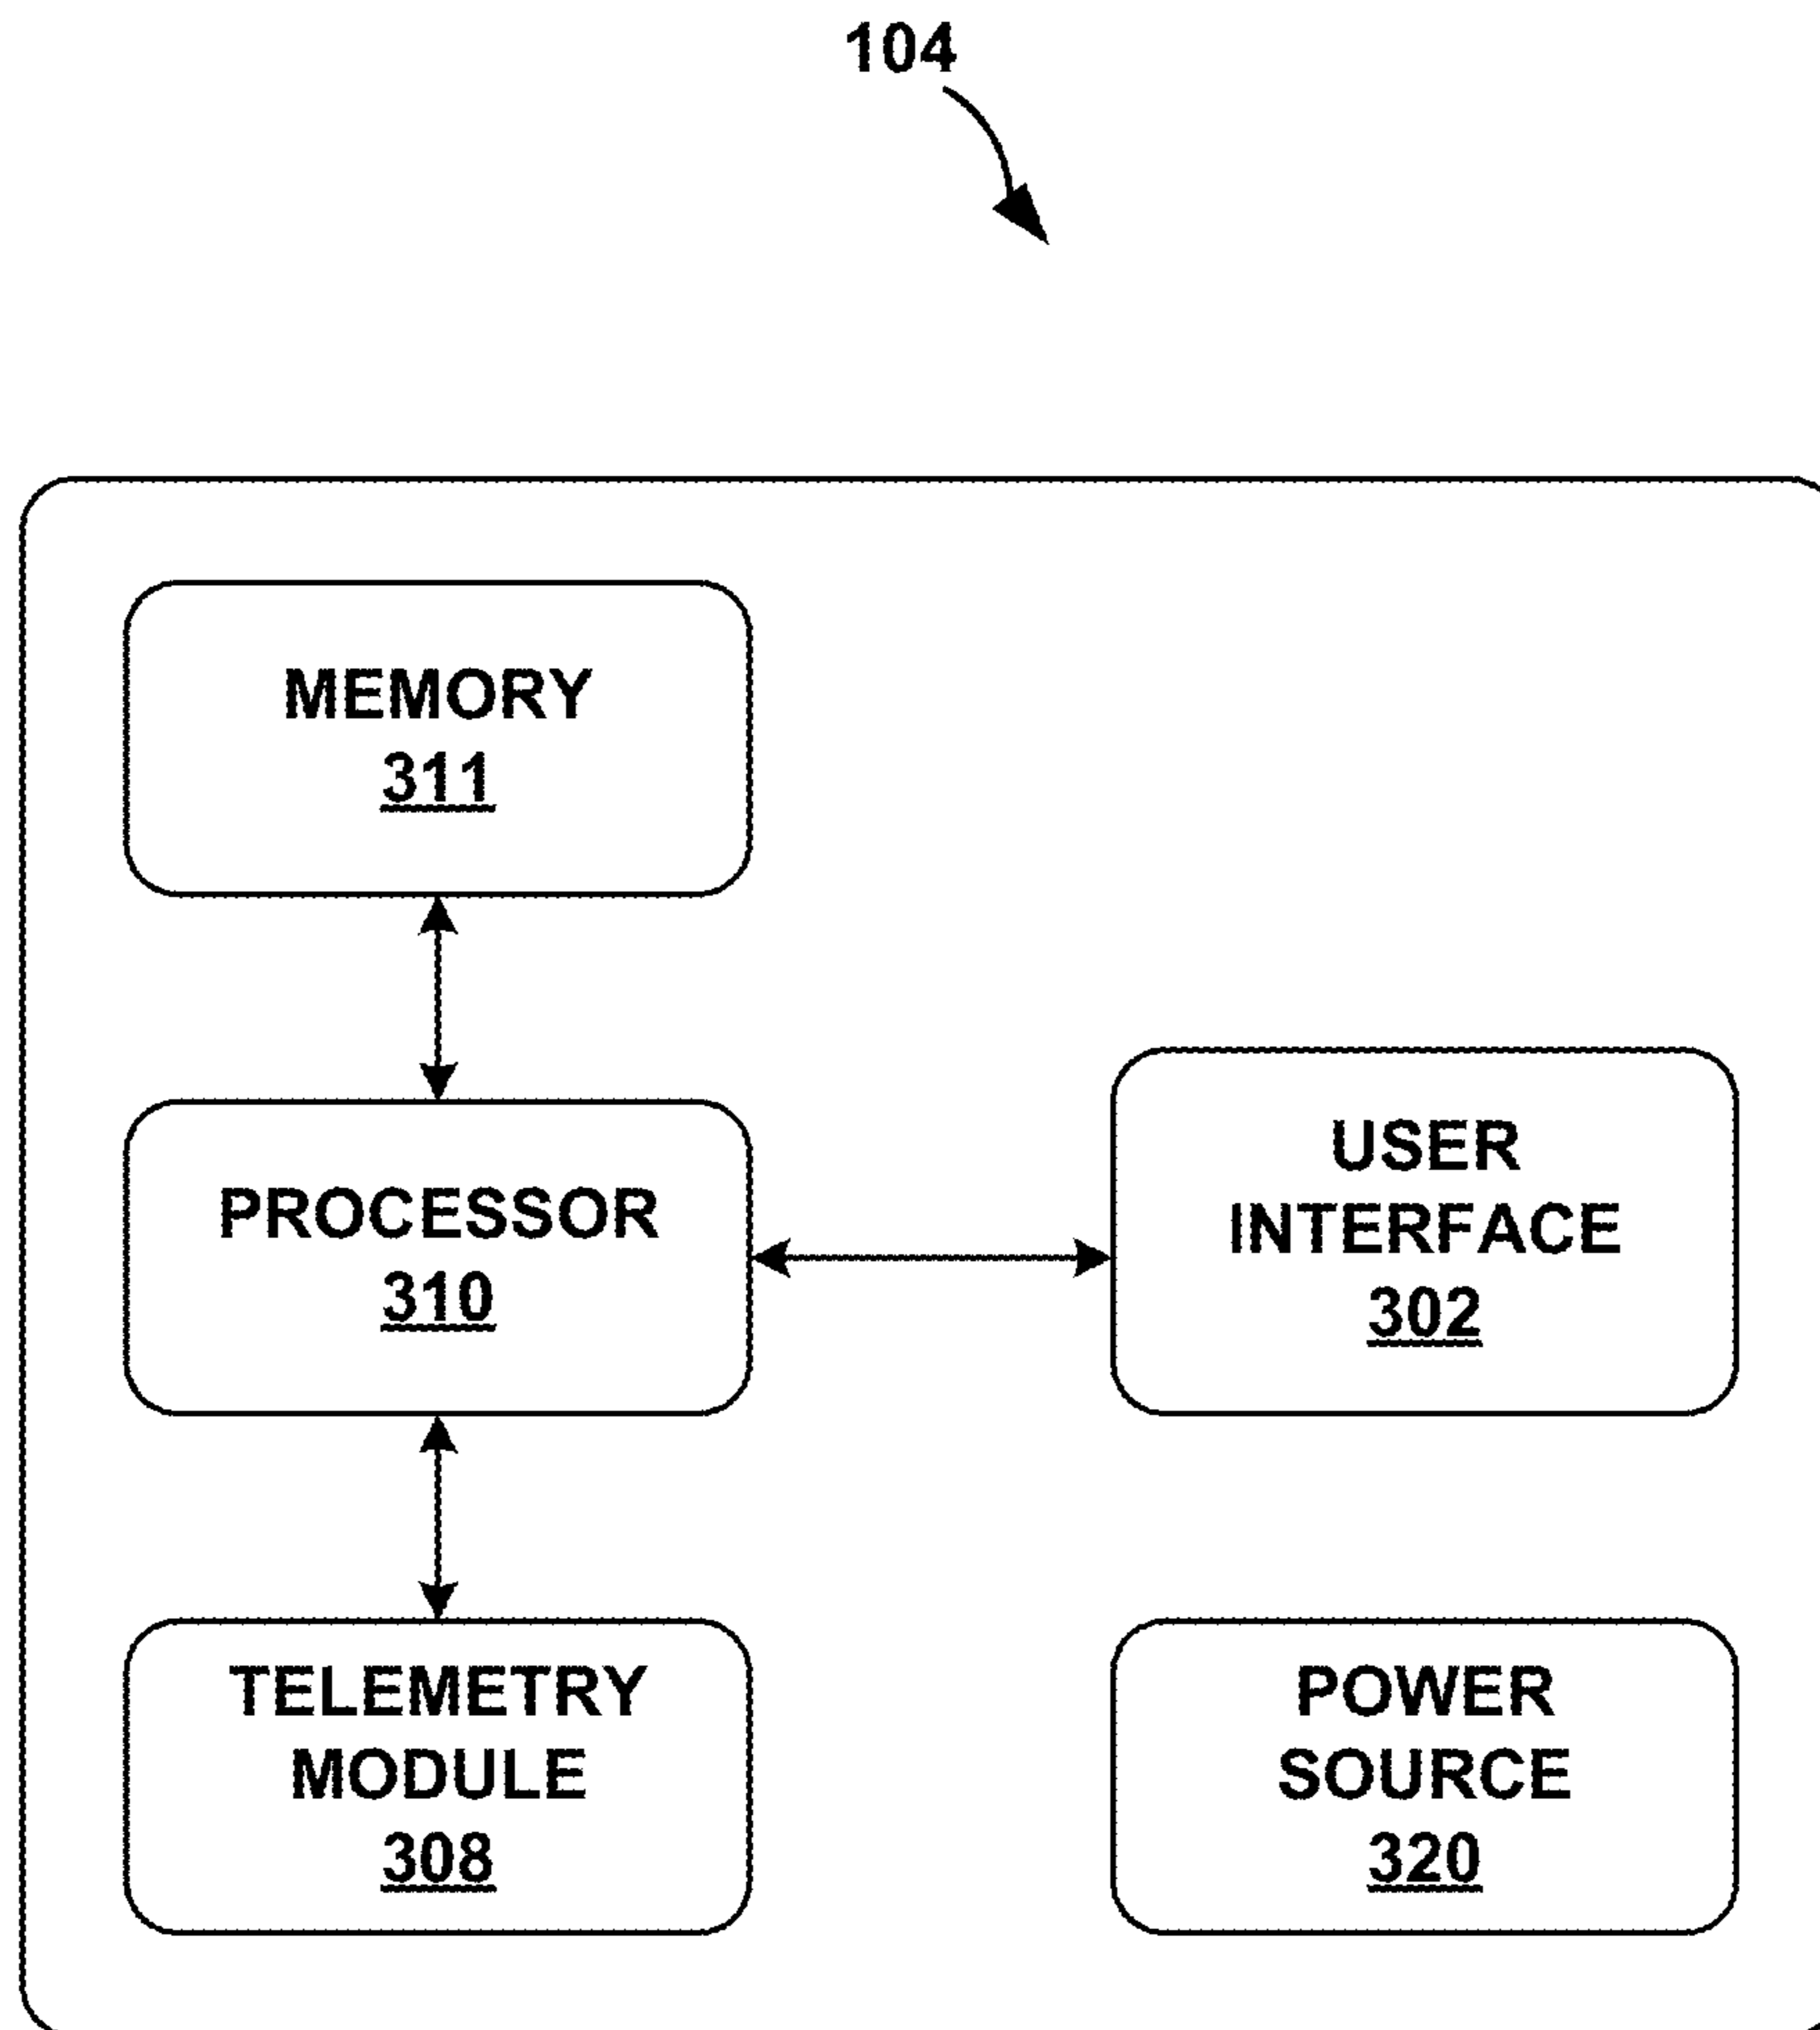 104
MEMORY
311
PROCESSOR
310
USER
INTERFACE
302
TELEMETRY
MODULE
308
POWER
SOURCE
320